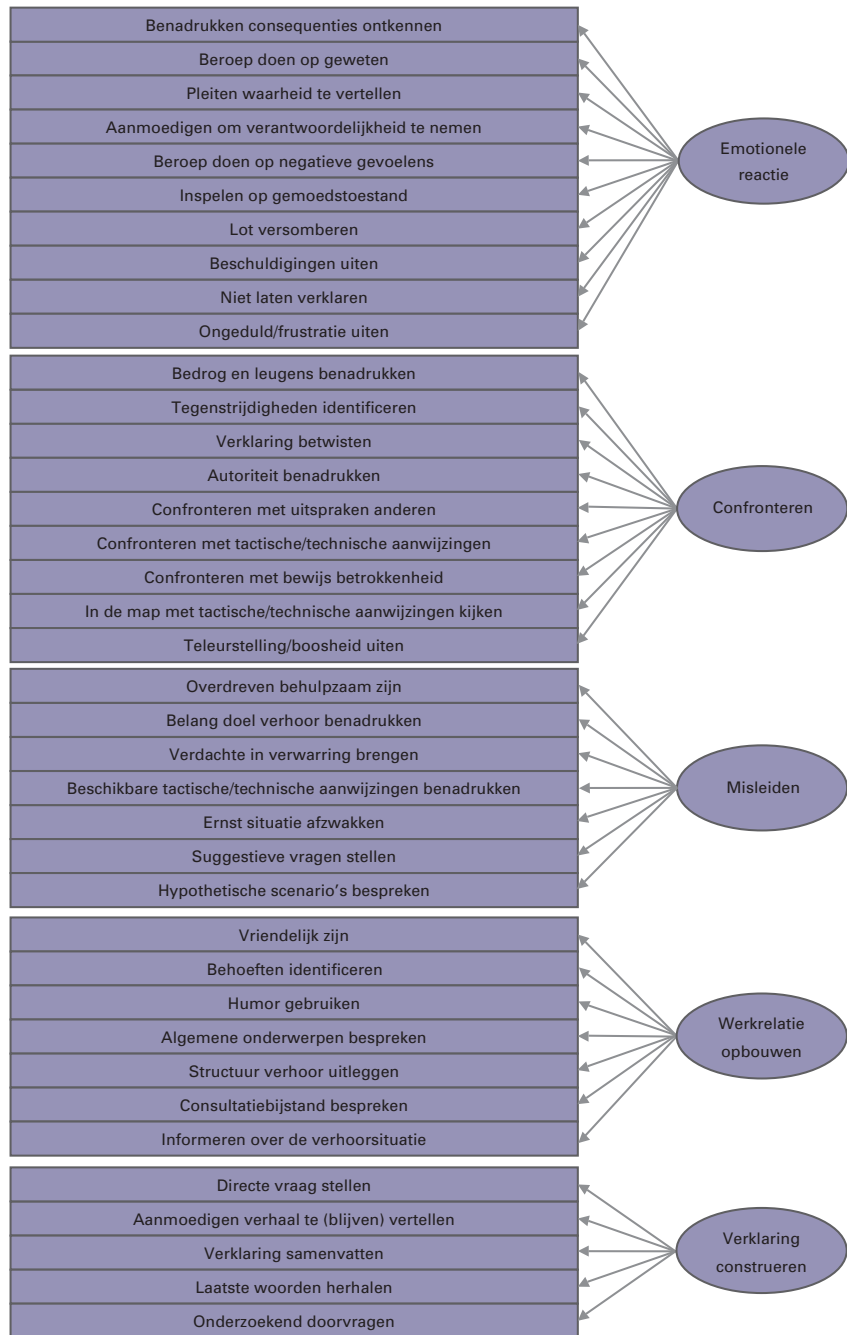 Benadrukken consequenties ontkennen
Beroep doen op geweten
Pleiten waarheid te vertellen
Aanmoedigen om verantwoordelijkheid te nemen
Beroep doen op negatieve gevoelens
Inspelen op gemoedstoestand
Lot versomberen
Beschuldigingen uiten
Niet laten verklaren
Ongeduld/frustratie uiten
Emotionele
reactie
Bedrog en leugens benadrukken
Tegenstrijdigheden identificeren
Verklaring betwisten
Autoriteit benadrukken
Confronteren met uitspraken anderen
Confronteren met tactische/technische aanwijzingen
Confronteren met bewijs betrokkenheid
In de map met tactische/technische aanwijzingen kijken
Teleurstelling/boosheid uiten
Confronteren
Overdreven behulpzaam zijn
Belang doel verhoor benadrukken
Verdachte in verwarring brengen
Beschikbare tactische/technische aanwijzingen benadrukken
Ernst situatie afzwakken
Suggestieve vragen stellen
Hypothetische scenario's bespreken
Misleiden
Vriendelijk zijn
Behoeften identificeren
Humor gebruiken
Algemene onderwerpen bespreken
Structuur verhoor uitleggen
Consultatiebijstand bespreken
Informeren over de verhoorsituatie
Werkrelatie
opbouwen
Directe vraag stellen
Aanmoedigen verhaal te (blijven) vertellen
Verklaring samenvatten
Laatste woorden herhalen
Onderzoekend doorvragen
Verklaring
construeren